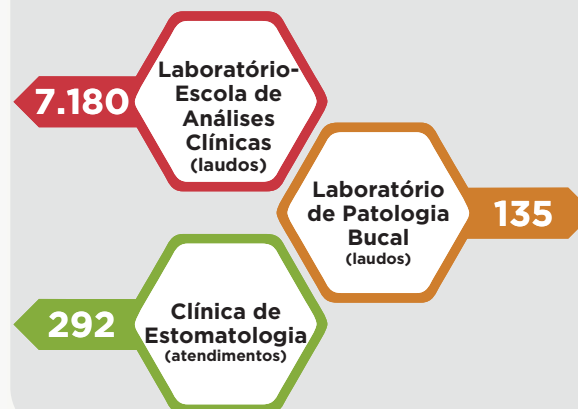 7.180
Laboratório-
Escola de
Análises
Clínicas
(laudos)
Laboratório
de Patologia
Bucal
(laudos)
135
292
Clínica de
Estomatologia
(atendimentos)